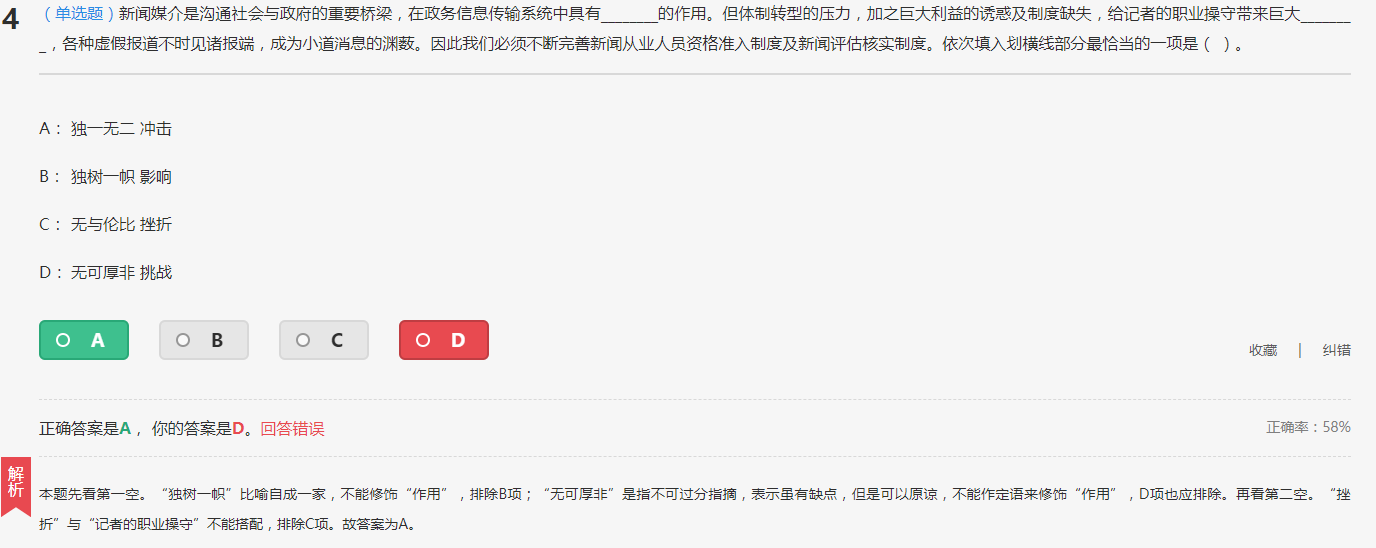 4 （单选题）新闻媒介是沟通社会与政府的重要桥梁，在政务信息传输系统中具有_______的作用。但体制转型的压力，加之巨大利益的诱惑及制度缺失，给记者的职业操守带来巨大______
_，各种虚假报道不时见诸报端，成为小道消息的渊薮。因此我们必须不断完善新闻从业人员资格准入制度及新闻评估核实制度。依次填入划横线部分最恰当的一项是（ ）。
A： 独一无二 冲击
B： 独树一帜 影响
C： 无与伦比 挫折
D： 无可厚非 挑战
A B C D
收藏 | 纠错
正确答案是A， 你的答案是D。回答错误 正确率：58%
解析
本题先看第一空。“独树一帜”比喻自成一家，不能修饰“作用”，排除B项；“无可厚非”是指不可过分指摘，表示虽有缺点，但是可以原谅，不能作定语来修饰“作用”，D项也应排除。再看第二空。“挫
折”与“记者的职业操守”不能搭配，排除C项。故答案为A。